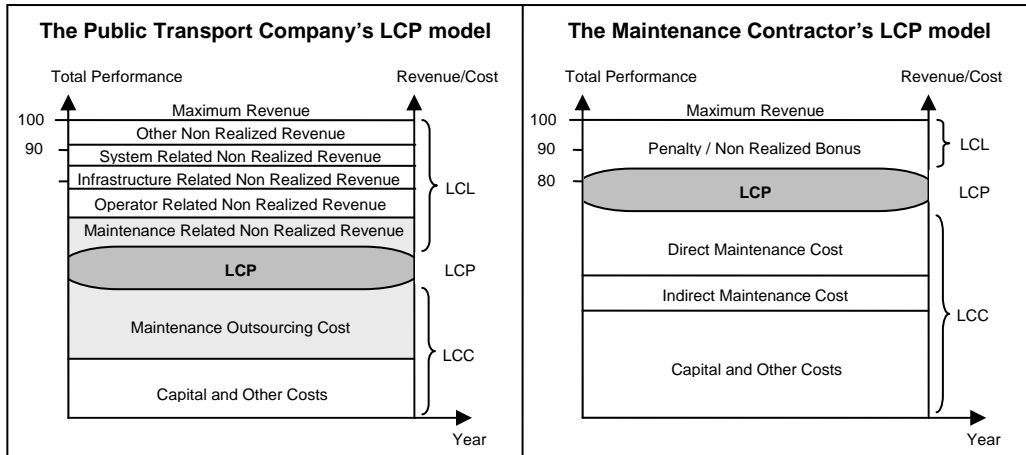 The Public Transport Company's LCP model
Total Performance
Revenue/Cost
Maximum Revenue
100
Other Non Realized Revenue
90
System Related Non Realized Revenue
Infrastructure Related Non Realized Revenue
LCL
Operator Related Non Realized Revenue
Maintenance Related Non Realized Revenue
LCP
LCP
Maintenance Outsourcing Cost
LCC
Capital and Other Costs
Year
The Maintenance Contractor's LCP model
Total Performance
Revenue/Cost
Maximum Revenue
100
90
Penalty / Non Realized Bonus
LCL
80
LCP
LCP
Direct Maintenance Cost
Indirect Maintenance Cost
LCC
Capital and Other Costs
Year